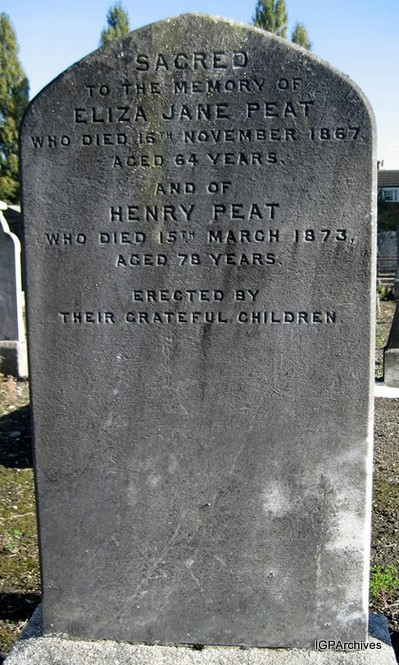 SACRED
TO THE MEMORY OF
ELIZA JANE PEAT
WHO DIED 16TH NOVEMBER 1867.
AGED 64 YEARS.
AND OF
HENRY PEAT
WHO DIED 15TH MARCH 1873,
AGED 78 YEARS.
ERECTED BY
THEIR GRATEFUL CHILDREN.
IGPArchives